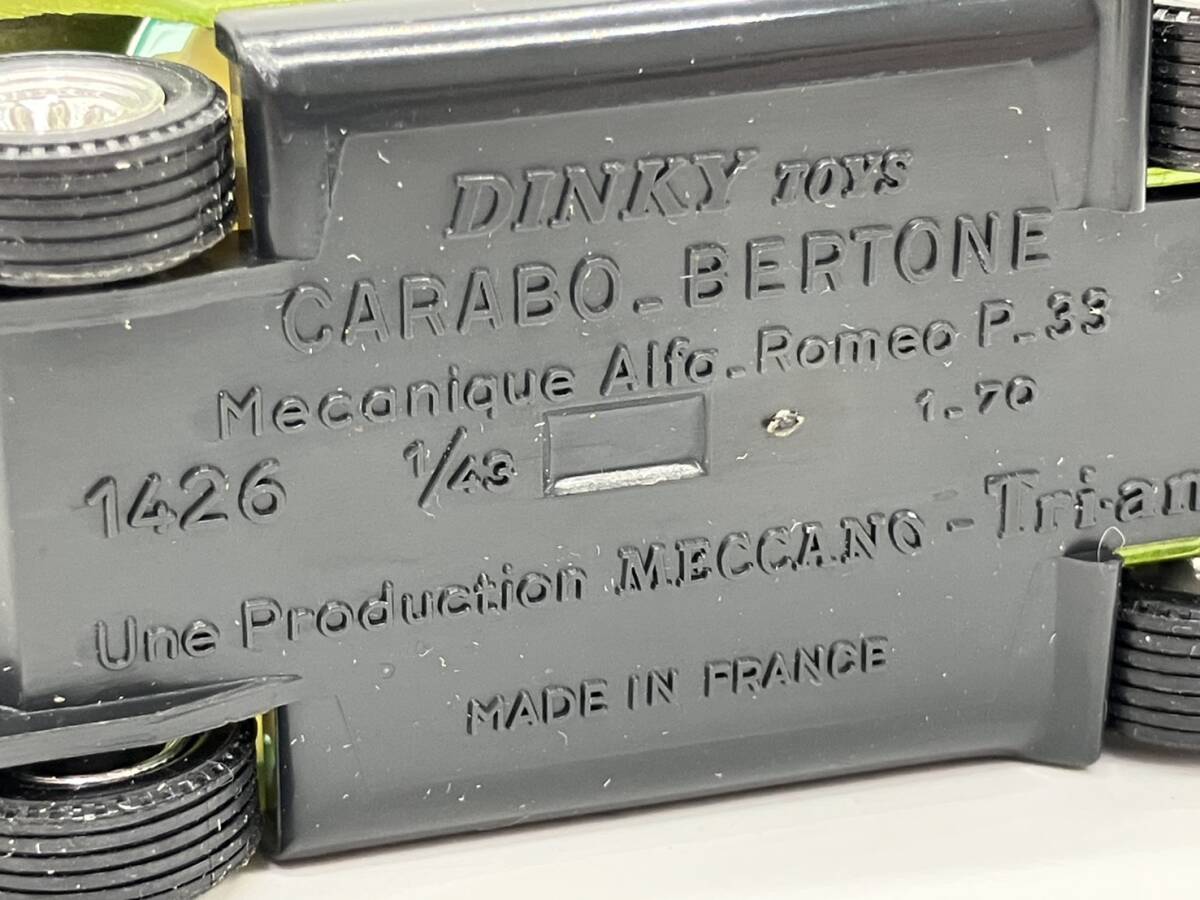 DINKY TOYS
CARABO-BERTONE
Mecanique Alfa-Romeo P-33
1426 1/43 1-70
Une Production MECCANO - Tri-an
MADE IN FRANCE